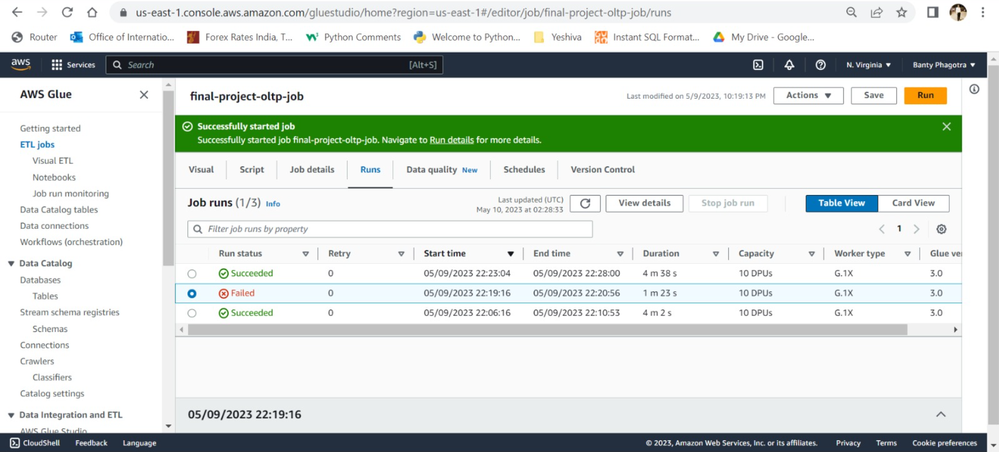 us-east-1.console.aws.amazon.com/gluestudio/home?region=us-east-1#/editor/job/final-project-oltp-job/runs
Router Office of Internatio... Forex Rates India, T... Python Comments Welcome to Python... Yeshiva Instant SQL Format... My Drive - Google...
aws Services Search [Alt+S] N. Virginia Banty Phagotra
AWS Glue
Getting started
ETL jobs
Visual ETL
Notebooks
Job run monitoring
Data Catalog tables
Data connections
Workflows (orchestration)
Data Catalog
Databases
Tables
Stream schema registries
Schemas
Connections
Crawlers
Classifiers
Catalog settings
Data Integration and ETL
AWS Glue Studio
final-project-oltp-job Last modified on 5/9/2023, 10:19:13 PM Actions Save Run
Successfully started job
Successfully started job final-project-oltp-job. Navigate to Run details for more details.
Visual Script Job details Runs Data quality New Schedules Version Control
Job runs (1/3) Info Last updated (UTC) May 10, 2023 at 02:28:33 View details Stop job run Table View Card View
Filter job runs by property 1
Run status Retry Start time End time Duration Capacity Worker type Glue ve
Succeeded 0 05/09/2023 22:23:04 05/09/2023 22:28:00 4 m 38 s 10 DPUs G.1X 3.0
Failed 0 05/09/2023 22:19:16 05/09/2023 22:20:56 1 m 23 s 10 DPUs G.1X 3.0
Succeeded 0 05/09/2023 22:06:16 05/09/2023 22:10:53 4 m 2 s 10 DPUs G.1X 3.0
05/09/2023 22:19:16
CloudShell Feedback Language © 2023, Amazon Web Services, Inc. or its affiliates. Privacy Terms Cookie preferences